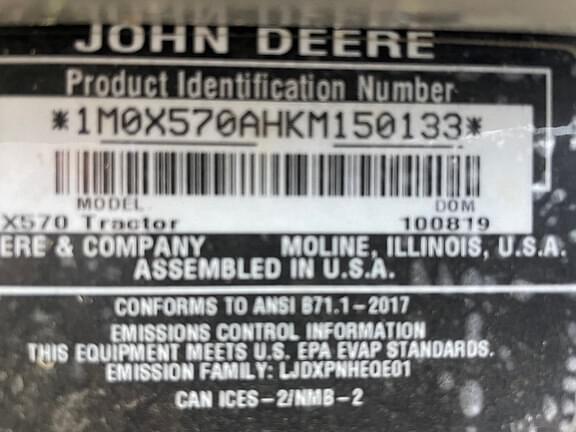 JOHN DEERE
Product Identification Number
*1M0X570AHKM150133*
MODEL DOM
X570 Tractor 100819
ERE & COMPANY MOLINE, ILLINOIS, U.S.A.
ASSEMBLED IN U.S.A.
CONFORMS TO ANSI B71.1-2017
EMISSIONS CONTROL INFORMATION
THIS EQUIPMENT MEETS U.S. EPA EVAP STANDARDS.
EMISSION FAMILY: LJDXPNHEQE01
CAN ICES-2/NMB-2